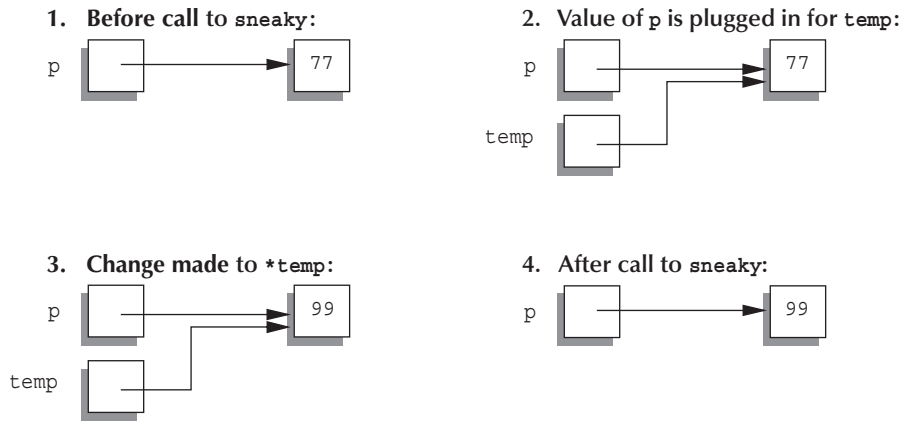 1. Before call to sneaky:
p 77
2. Value of p is plugged in for temp:
p 77
temp
3. Change made to *temp:
p 99
temp
4. After call to sneaky:
p 99